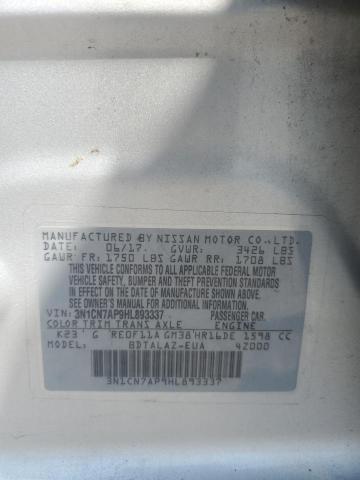 MANUFACTURED BY NISSAN MOTOR CO., LTD.
DATE: 06/17 GVWR: 3426 LBS
GAWR FR: 1750 LBS GAWR RR: 1708 LBS
THIS VEHICLE CONFORMS TO ALL APPLICABLE
FEDERAL MOTOR VEHICLE SAFETY, BUMPER
AND THEFT PREVENTION STANDARDS IN EFFECT ON
THE DATE OF MANUFACTURE SHOWN ABOVE.
SEE OWNER'S MANUAL OR INFO.
VIN: 3N1CN7AP9HL893337 PASSENGER CAR
COLOR TRIM TRANS AXLE ENGINE
K23 G RE0F11A GM38 HR16DE 1598 CC
MODEL: BDTALAZ-EUA 4Z000
3N1CN7AP9HL893337